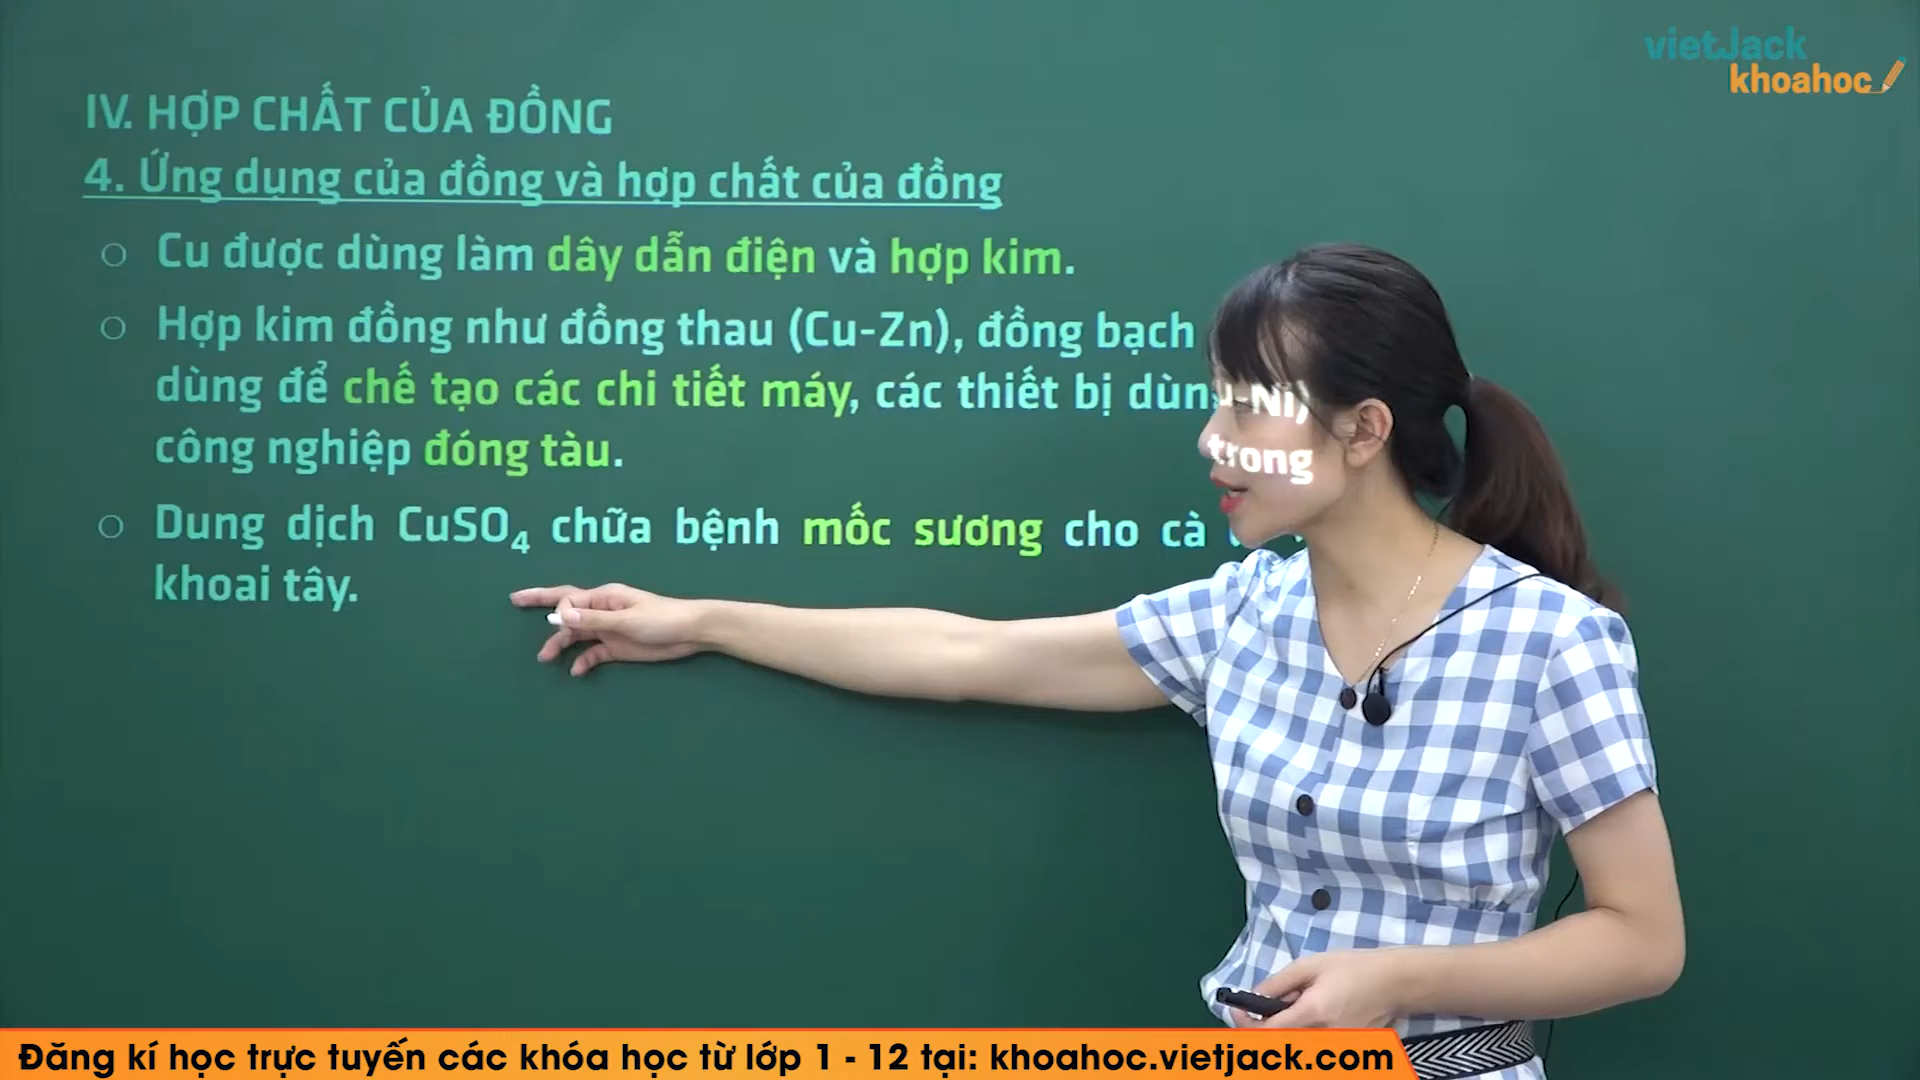 vietJack
khoahoc
IV. HỢP CHẤT CỦA ĐỒNG
4. Ứng dụng của đồng và hợp chất của đồng
Cu được dùng làm dây dẫn điện và hợp kim.
Hợp kim đồng như đồng thau (Cu-Zn), đồng bạch u-Ni)
dùng để chế tạo các chi tiết máy, các thiết bị dùng trong
công nghiệp đóng tàu.
Dung dịch CuSO₄ chữa bệnh mốc sương cho cà
khoai tây.
Đăng kí học trực tuyến các khóa học từ lớp 1 - 12 tại: khoahoc.vietjack.com